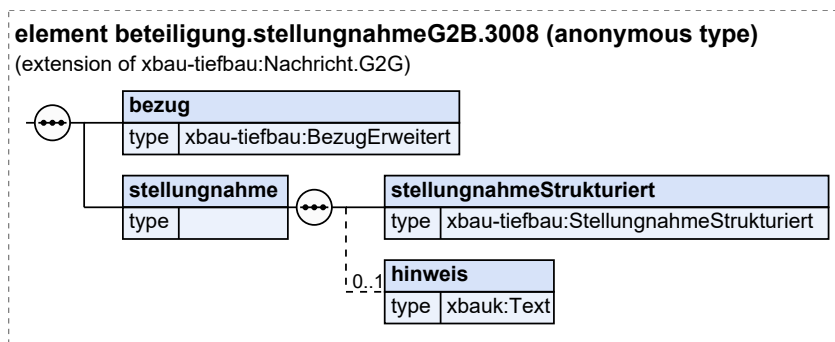 element beteiligung.stellungnahmeG2B.3008 (anonymous type)
(extension of xbau-tiefbau:Nachricht.G2G)
bezug
type xbau-tiefbau:BezugErweitert
stellungnahme
type
stellungnahmeStrukturiert
type xbau-tiefbau:StellungnahmeStrukturiert
0..1
hinweis
type xbauk:Text